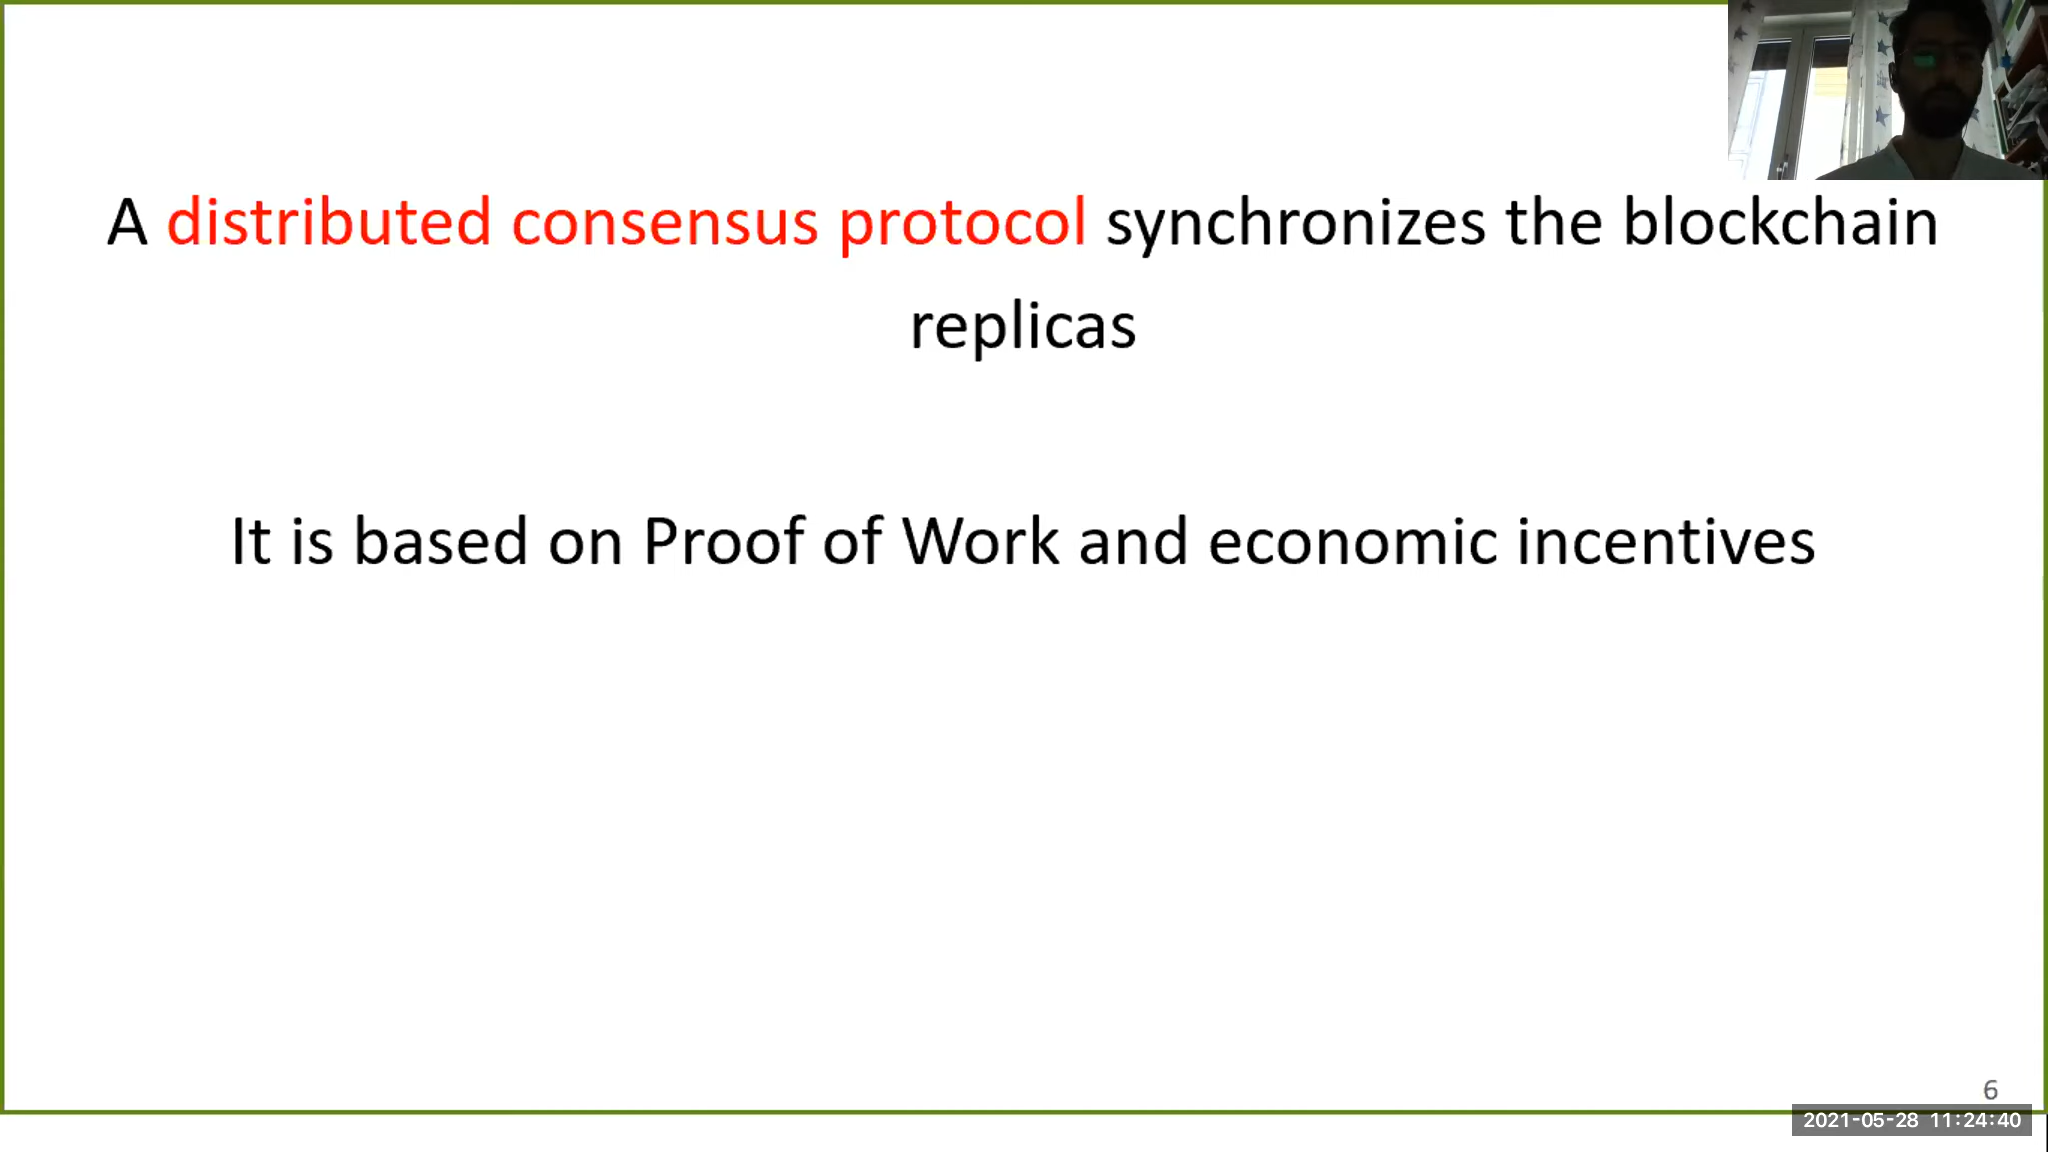 A distributed consensus protocol synchronizes the blockchain
replicas
It is based on Proof of Work and economic incentives
6
2021-05-28 11:24:40